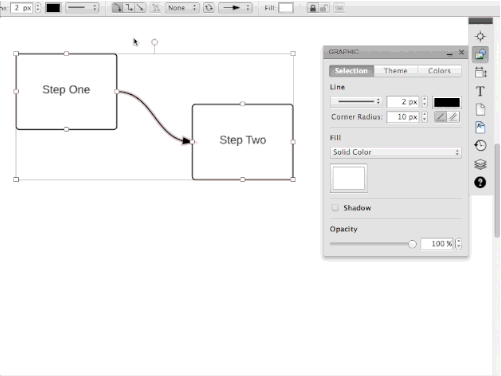 2 px None Fill:
Step One
Step Two
GRAPHIC
Selection Theme Colors
Line
2 px
Corner Radius: 10 px
Fill
Solid Color
Shadow
Opacity
100 %
T
?